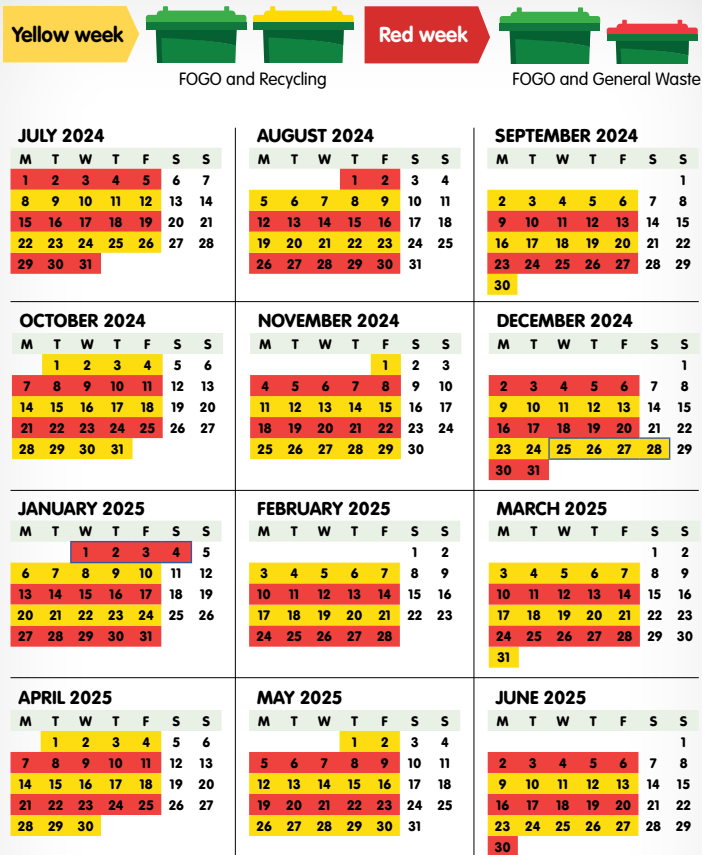 Yellow week
FOGO and Recycling
Red week
FOGO and General Waste
JULY 2024
M T W T F S S
1 2 3 4 5 6 7
8 9 10 11 12 13 14
15 16 17 18 19 20 21
22 23 24 25 26 27 28
29 30 31
AUGUST 2024
M T W T F S S
1 2 3 4
5 6 7 8 9 10 11
12 13 14 15 16 17 18
19 20 21 22 23 24 25
26 27 28 29 30 31
SEPTEMBER 2024
M T W T F S S
1
2 3 4 5 6 7 8
9 10 11 12 13 14 15
16 17 18 19 20 21 22
23 24 25 26 27 28 29
30
OCTOBER 2024
M T W T F S S
1 2 3 4 5 6
7 8 9 10 11 12 13
14 15 16 17 18 19 20
21 22 23 24 25 26 27
28 29 30 31
NOVEMBER 2024
M T W T F S S
1 2 3
4 5 6 7 8 9 10
11 12 13 14 15 16 17
18 19 20 21 22 23 24
25 26 27 28 29 30
DECEMBER 2024
M T W T F S S
1
2 3 4 5 6 7 8
9 10 11 12 13 14 15
16 17 18 19 20 21 22
23 24 25 26 27 28 29
30 31
JANUARY 2025
M T W T F S S
1 2 3 4 5
6 7 8 9 10 11 12
13 14 15 16 17 18 19
20 21 22 23 24 25 26
27 28 29 30 31
FEBRUARY 2025
M T W T F S S
1 2
3 4 5 6 7 8 9
10 11 12 13 14 15 16
17 18 19 20 21 22 23
24 25 26 27 28
MARCH 2025
M T W T F S S
1 2
3 4 5 6 7 8 9
10 11 12 13 14 15 16
17 18 19 20 21 22 23
24 25 26 27 28 29 30
31
APRIL 2025
M T W T F S S
1 2 3 4 5 6
7 8 9 10 11 12 13
14 15 16 17 18 19 20
21 22 23 24 25 26 27
28 29 30
MAY 2025
M T W T F S S
1 2 3 4
5 6 7 8 9 10 11
12 13 14 15 16 17 18
19 20 21 22 23 24 25
26 27 28 29 30 31
JUNE 2025
M T W T F S S
1
2 3 4 5 6 7 8
9 10 11 12 13 14 15
16 17 18 19 20 21 22
23 24 25 26 27 28 29
30